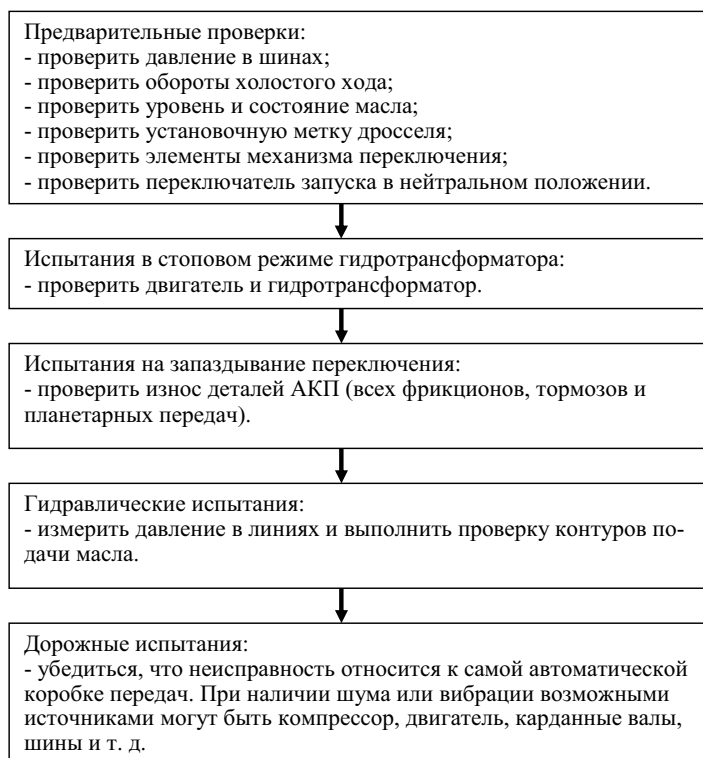 Предварительные проверки:
- проверить давление в шинах;
- проверить обороты холостого хода;
- проверить уровень и состояние масла;
- проверить установочную метку дросселя;
- проверить элементы механизма переключения;
- проверить переключатель запуска в нейтральном положении.
Испытания в стоповом режиме гидротрансформатора:
- проверить двигатель и гидротрансформатор.
Испытания на запаздывание переключения:
- проверить износ деталей АКП (всех фрикционов, тормозов и
планетарных передач).
Гидравлические испытания:
- измерить давление в линиях и выполнить проверку контуров по-
дачи масла.
Дорожные испытания:
- убедиться, что неисправность относится к самой автоматической
коробке передач. При наличии шума или вибрации возможными
источниками могут быть компрессор, двигатель, карданные валы,
шины и т. д.